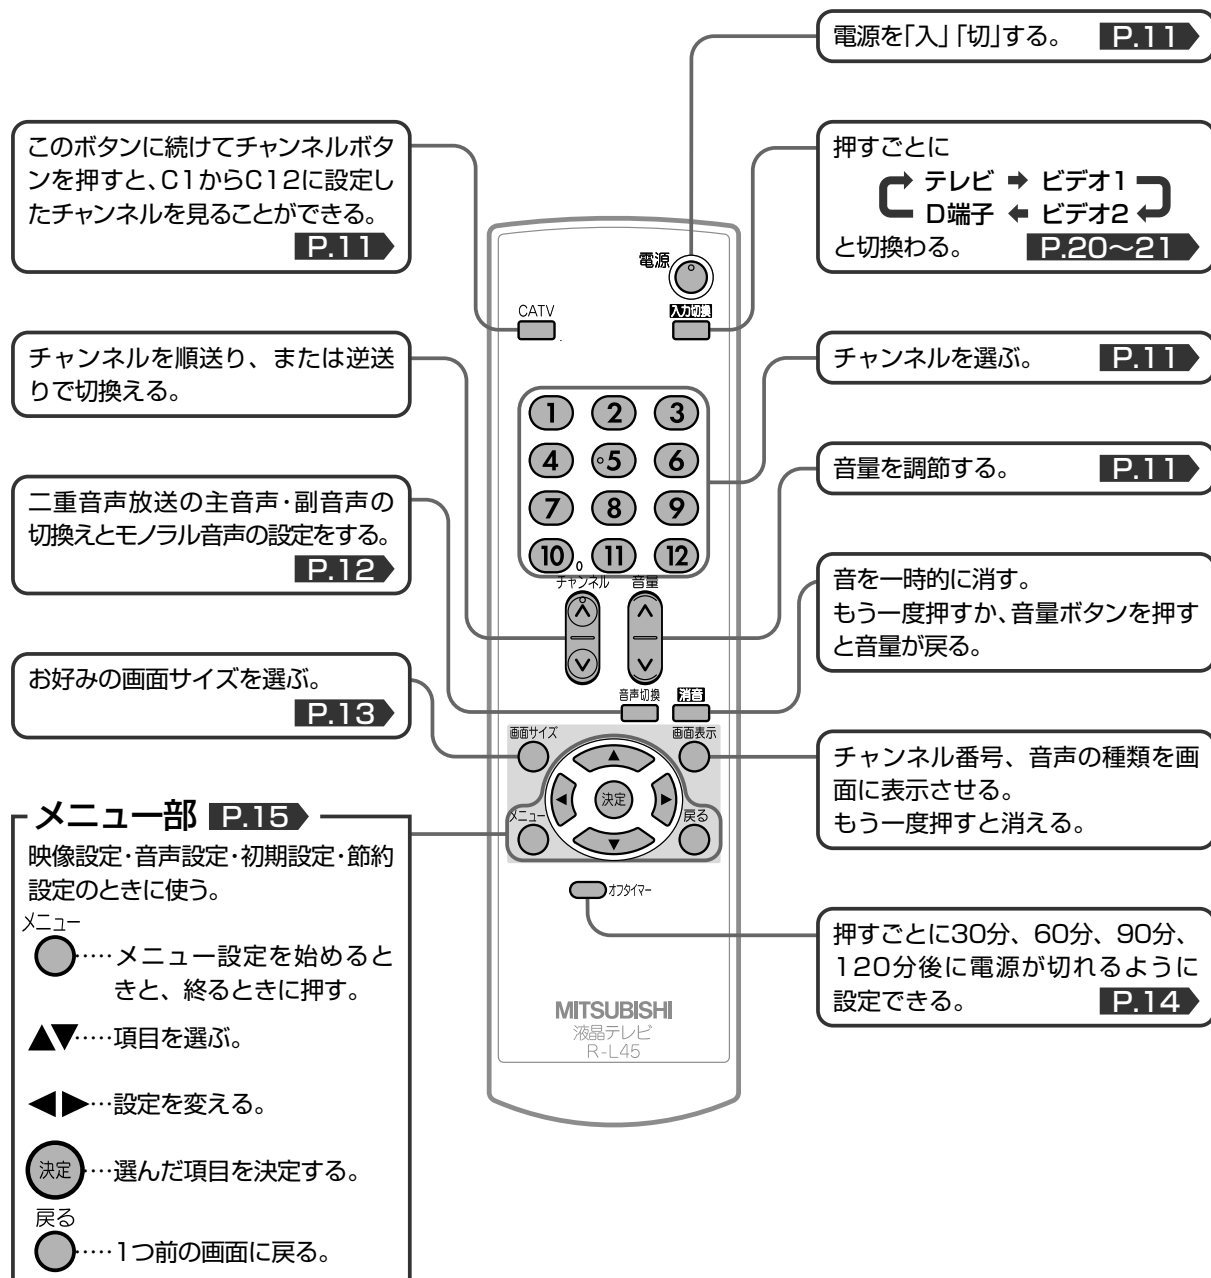 電源を「入」「切」する。 P.11
このボタンに続けてチャンネルボタ
ンを押すと、C1からC12に設定し
たチャンネルを見ることができる。
P.11
押すごとに
テレビ ➡ ビデオ1
D端子 ⬅ ビデオ2
と切換わる。 P.20〜21
チャンネルを順送り、または逆送
りで切換える。
チャンネルを選ぶ。 P.11
二重音声放送の主音声・副音声の
切換えとモノラル音声の設定をする。
P.12
音量を調節する。 P.11
音を一時的に消す。
もう一度押すか、音量ボタンを押す
と音量が戻る。
お好みの画面サイズを選ぶ。
P.13
チャンネル番号、音声の種類を画
面に表示させる。
もう一度押すと消える。
押すごとに30分、60分、90分、
120分後に電源が切れるように
設定できる。 P.14
メニュー部 P.15
映像設定・音声設定・初期設定・節約
設定のときに使う。
メニュー
……メニュー設定を始めると
きと、終るときに押す。
▲▼……項目を選ぶ。
◀▶…設定を変える。
決定 …選んだ項目を決定する。
戻る
……1つ前の画面に戻る。
電源
CATV 入力切換
1 2 3
4 5 6
7 8 9
10 0 11 12
チャンネル 音量
音声切換 消音
画面サイズ 画面表示
▲
◀ 決定 ▶
▼
メニュー 戻る
オフタイマー
MITSUBISHI
液晶テレビ
R-L45